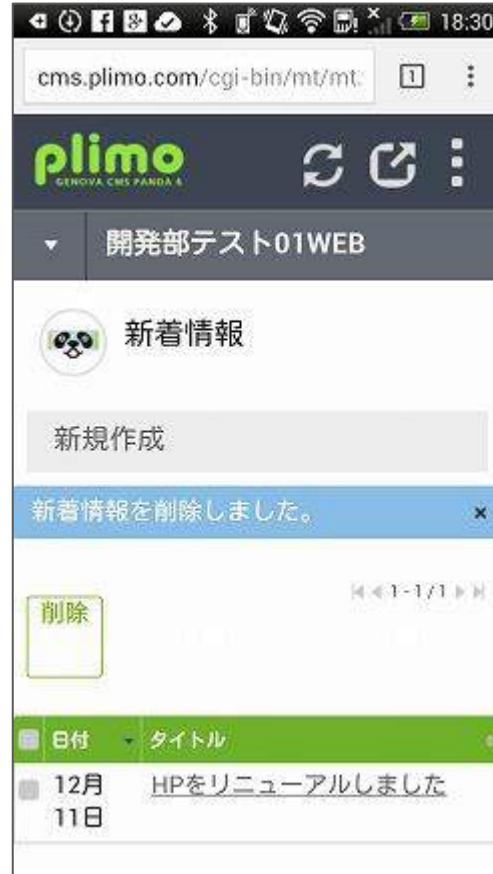 18:30
cms.plimo.com/cgi-bin/mt/mt
1
plimo
GENOVA CMS PANDA 4
開発部テスト01WEB
新着情報
新規作成
新着情報を削除しました。 ×
1-1/1
削除
日付 タイトル
12月 HPをリニューアルしました
11日